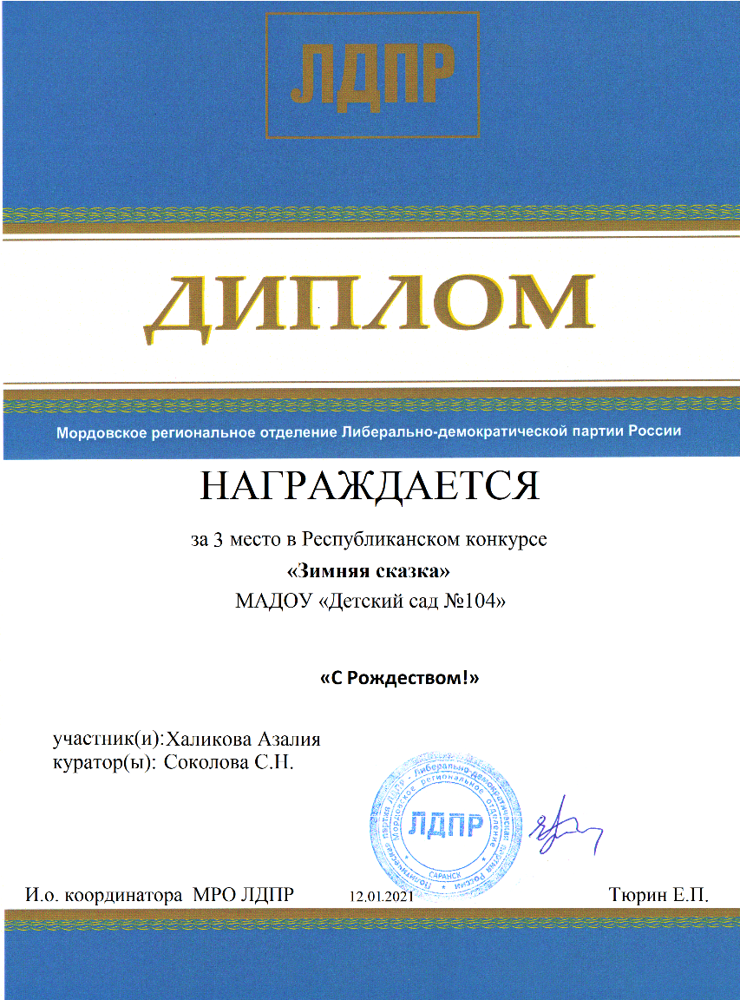 ЛДПР
ДИПЛОМ
Мордовское региональное отделение Либерально-демократической партии России
НАГРАЖДАЕТСЯ
за 3 место в Республиканском конкурсе
«Зимняя сказка»
МАДОУ «Детский сад №104»
«С Рождеством!»
участник(и):Халикова Азалия
куратор(ы): Соколова С.Н.
Политическая партия ЛДПР - Либерально-демократическая партия России
Мордовское региональное отделение
ЛДПР
САРАНСК
И.о. координатора МРО ЛДПР 12.01.2021 Тюрин Е.П.